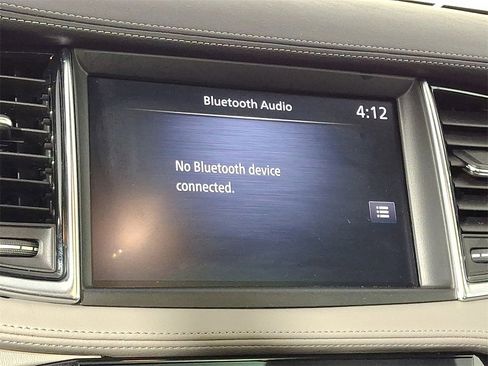 Bluetooth Audio
4:12
No Bluetooth device
connected.